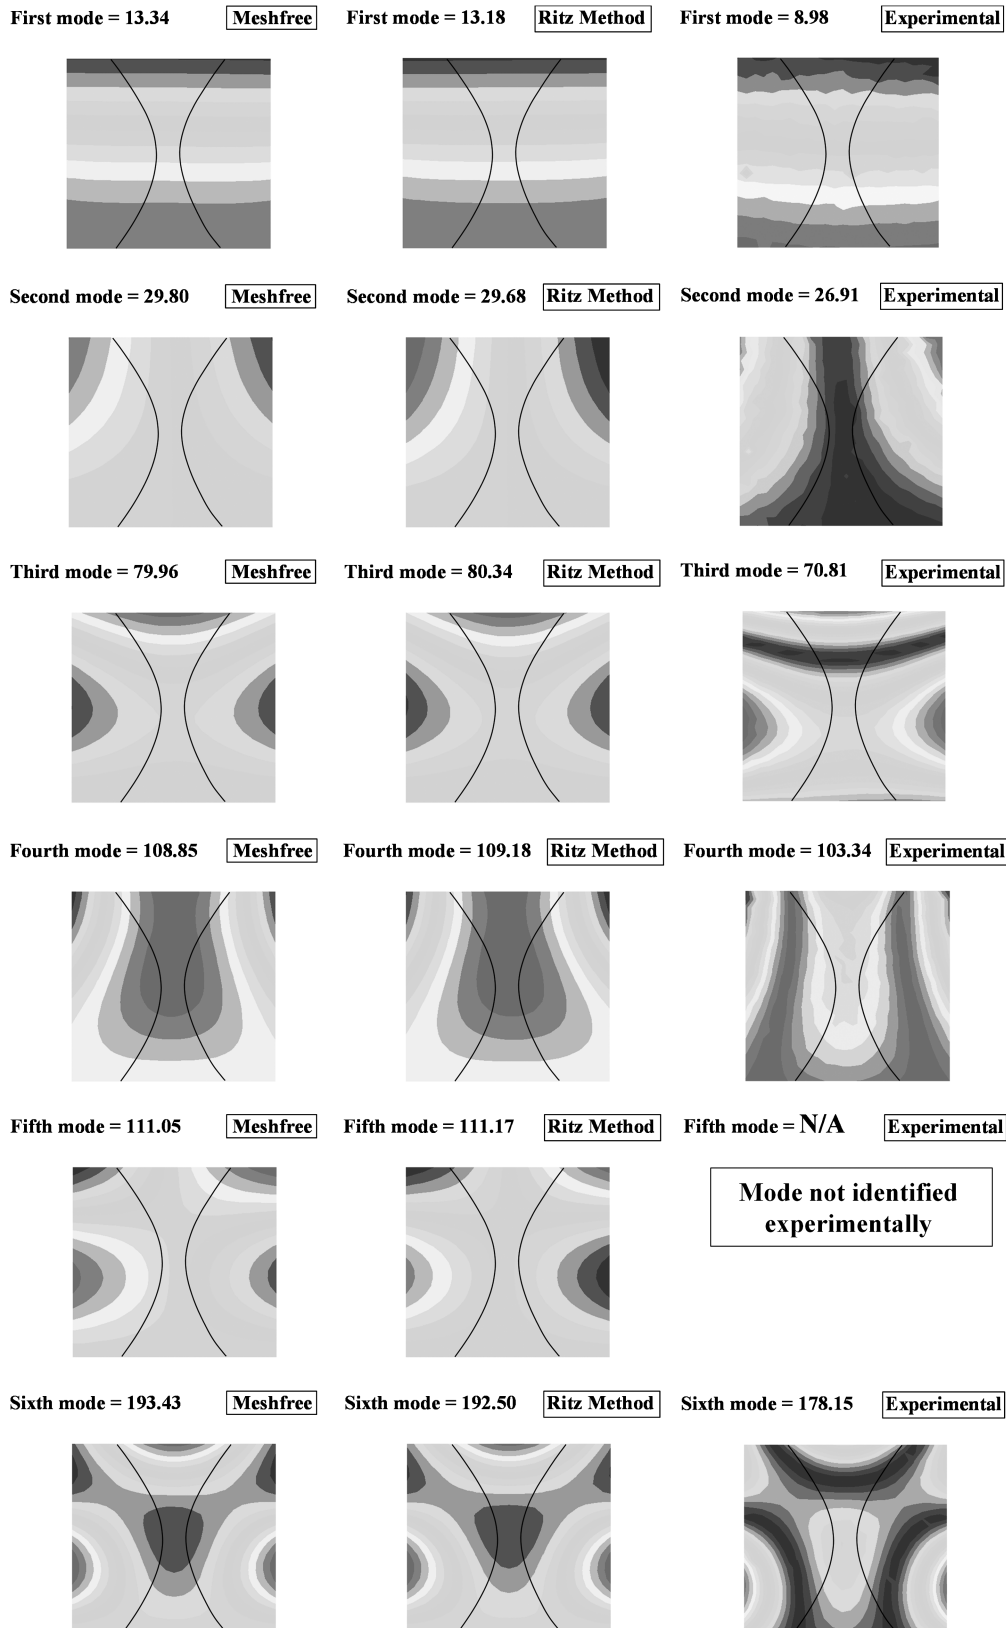 First mode = 13.34 Meshfree First mode = 13.18 Ritz Method First mode = 8.98 Experimental
Second mode = 29.80 Meshfree Second mode = 29.68 Ritz Method Second mode = 26.91 Experimental
Third mode = 79.96 Meshfree Third mode = 80.34 Ritz Method Third mode = 70.81 Experimental
Fourth mode = 108.85 Meshfree Fourth mode = 109.18 Ritz Method Fourth mode = 103.34 Experimental
Fifth mode = 111.05 Meshfree Fifth mode = 111.17 Ritz Method Fifth mode = N/A Experimental
Mode not identified
experimentally
Sixth mode = 193.43 Meshfree Sixth mode = 192.50 Ritz Method Sixth mode = 178.15 Experimental